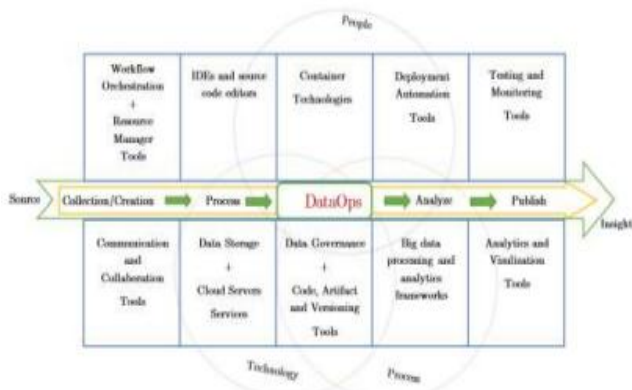 People
Workflow
Orchestration
+
Resource
Manager
Tools
IDEs and source
code editors
Container
Technologies
Deployment
Automation
Tools
Testing and
Monitoring
Tools
Source
Collection/Creation
Process
DataOps
Analyze
Publish
Insight
Communication
and
Collaboration
Tools
Data Storage
+
Cloud Servers
Services
Data Governance
+
Code, Artifact
and Versioning
Tools
Big data
processing and
analytics
frameworks
Analytics and
Visulization
Tools
Technology
Process